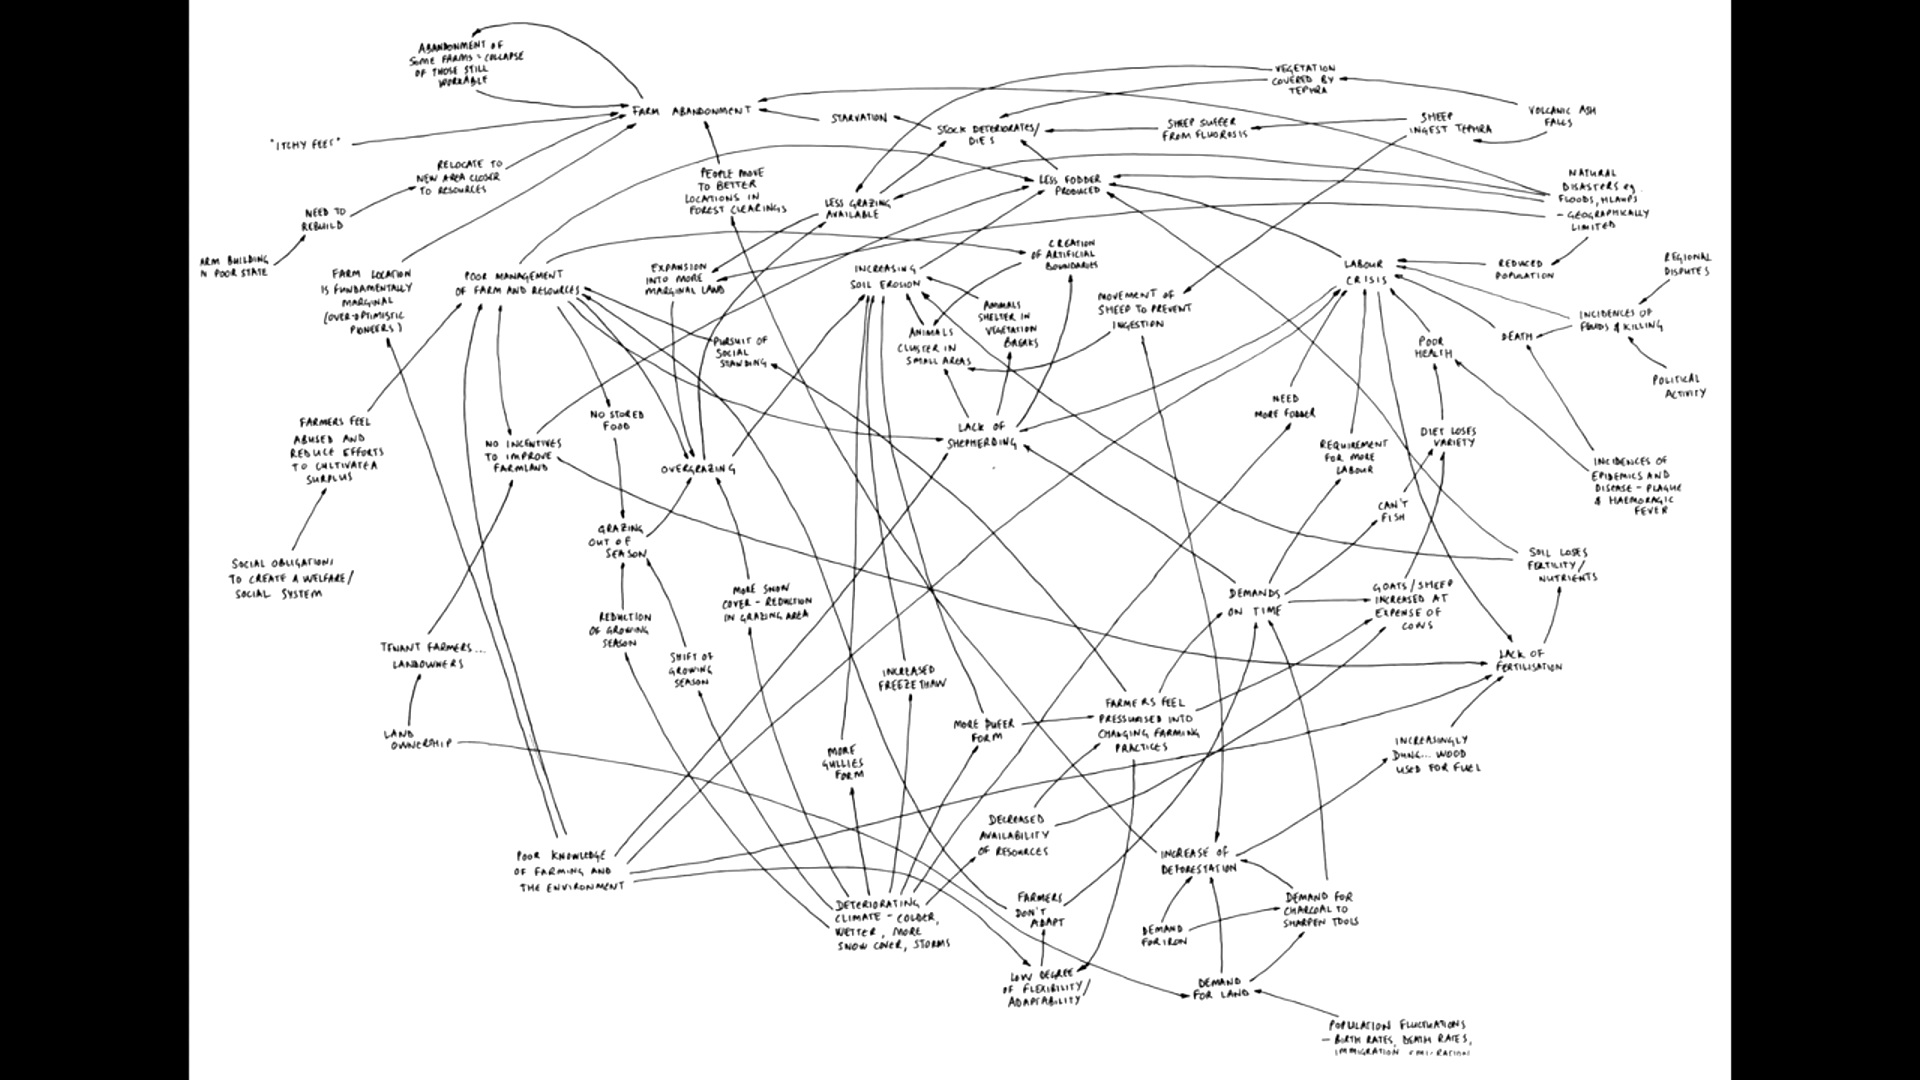 ABANDONMENT OF
SOME FARMS = COLLAPSE
OF THOSE STILL
WORKABLE
FARM ABANDONMENT
"ITCHY FEET"
RELOCATE TO
NEW AREA CLOSER
TO RESOURCES
NEED TO
REBUILD
ARM BUILDING
N POOR STATE
FARM LOCATION
IS FUNDAMENTALLY
MARGINAL
(OVER-OPTIMISTIC
PIONEERS)
POOR MANAGEMENT
OF FARM AND RESOURCES
PEOPLE MOVE
TO BETTER
LOCATIONS IN
FOREST CLEARINGS
STARVATION
STOCK DETERIORATES/
DIES
SHEEP SUFFER
FROM FLUOROSIS
VEGETATION
COVERED BY
TEPHRA
SHEEP
INGEST TEPHRA
VOLCANIC ASH
FALLS
LESS GRAZING
AVAILABLE
LESS FODDER
PRODUCED
NATURAL
DISASTERS eg.
FLOODS, HLAUPS
- GEOGRAPHICALLY
LIMITED
EXPANSION
INTO MORE
MARGINAL LAND
INCREASING
SOIL EROSION
CREATION
OF ARTIFICIAL
BOUNDARIES
MOVEMENT OF
SHEEP TO PREVENT
INGESTION
LABOUR
CRISIS
REDUCED
POPULATION
REGIONAL
DISPUTES
INCIDENCES OF
FEUDS & KILLING
DEATH
POLITICAL
ACTIVITY
POOR
HEALTH
ANIMALS
SHELTER IN
VEGETATION
BREAKS
ANIMALS
CLUSTER IN
SMALL AREAS
PURSUIT OF
SOCIAL
STANDING
FARMERS FEEL
ABUSED AND
REDUCE EFFORTS
TO CULTIVATE A
SURPLUS
NO INCENTIVES
TO IMPROVE
FARMLAND
NO STORED
FOOD
OVERGRAZING
LACK OF
SHEPHERDING
NEED
MORE FODDER
REQUIREMENT
FOR MORE
LABOUR
DIET LOSES
VARIETY
CAN'T
FISH
INCIDENCES OF
EPIDEMICS AND
DISEASE - PLAGUE
& HAEMORAGIC
FEVER
SOCIAL OBLIGATIONS
TO CREATE A WELFARE/
SOCIAL SYSTEM
GRAZING
OUT OF
SEASON
REDUCTION
OF GROWING
SEASON
MORE SNOW
COVER - REDUCTION
IN GRAZING AREA
DEMANDS
ON TIME
GOATS/SHEEP
INCREASED AT
EXPENSE OF
COWS
SOIL LOSES
FERTILITY/
NUTRIENTS
TENANT FARMERS...
LANDOWNERS
SHIFT OF
GROWING
SEASON
INCREASED
FREEZE THAW
LACK OF
FERTILISATION
LAND
OWNERSHIP
MORE
GULLIES
FORM
MORE PUFER
FORM
FARMERS FEEL
PRESSURISED INTO
CHANGING FARMING
PRACTICES
INCREASINGLY
DUNG... WOOD
USED FOR FUEL
POOR KNOWLEDGE
OF FARMING AND
THE ENVIRONMENT
DECREASED
AVAILABILITY
OF RESOURCES
INCREASE OF
DEFORESTATION
DETERIORATING
CLIMATE - COLDER,
WETTER, MORE
SNOW COVER, STORMS
FARMERS
DON'T
ADAPT
DEMAND
FOR IRON
DEMAND FOR
CHARCOAL TO
SHARPEN TOOLS
LOW DEGREE
OF FLEXIBILITY/
ADAPTABILITY
DEMAND
FOR LAND
POPULATION FLUCTUATIONS
- BIRTH RATES, DEATH RATES,
IMMIGRATION EMIGRATION